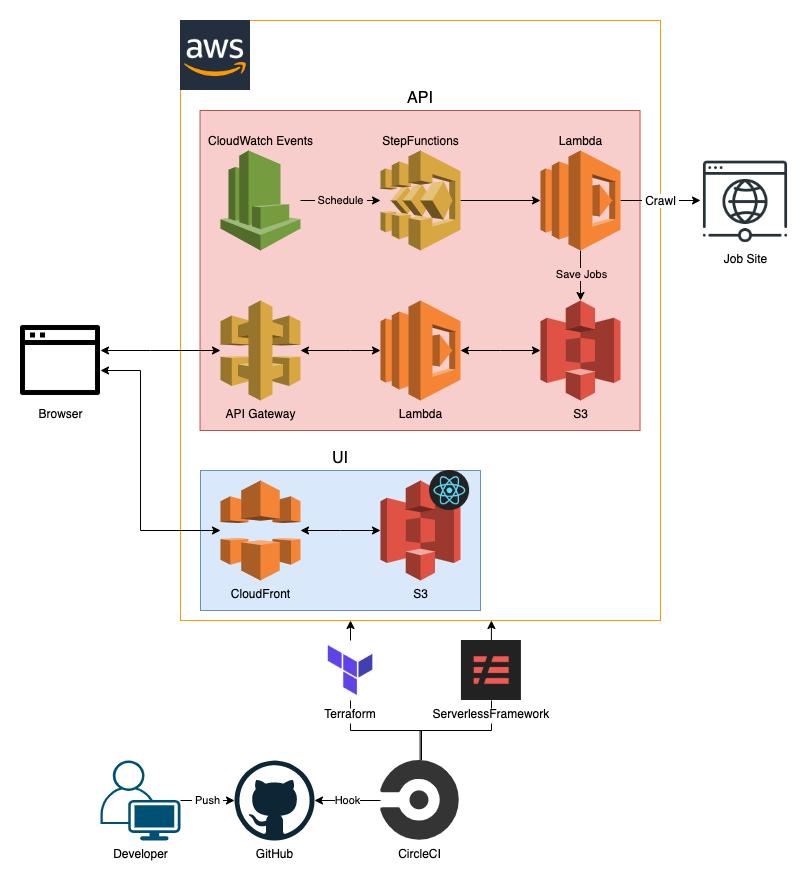 aws
API
CloudWatch Events
StepFunctions
Lambda
Schedule
Crawl
Job Site
Save Jobs
Browser
API Gateway
Lambda
S3
UI
CloudFront
S3
Terraform
ServerlessFramework
Push
Hook
Developer
GitHub
CircleCI